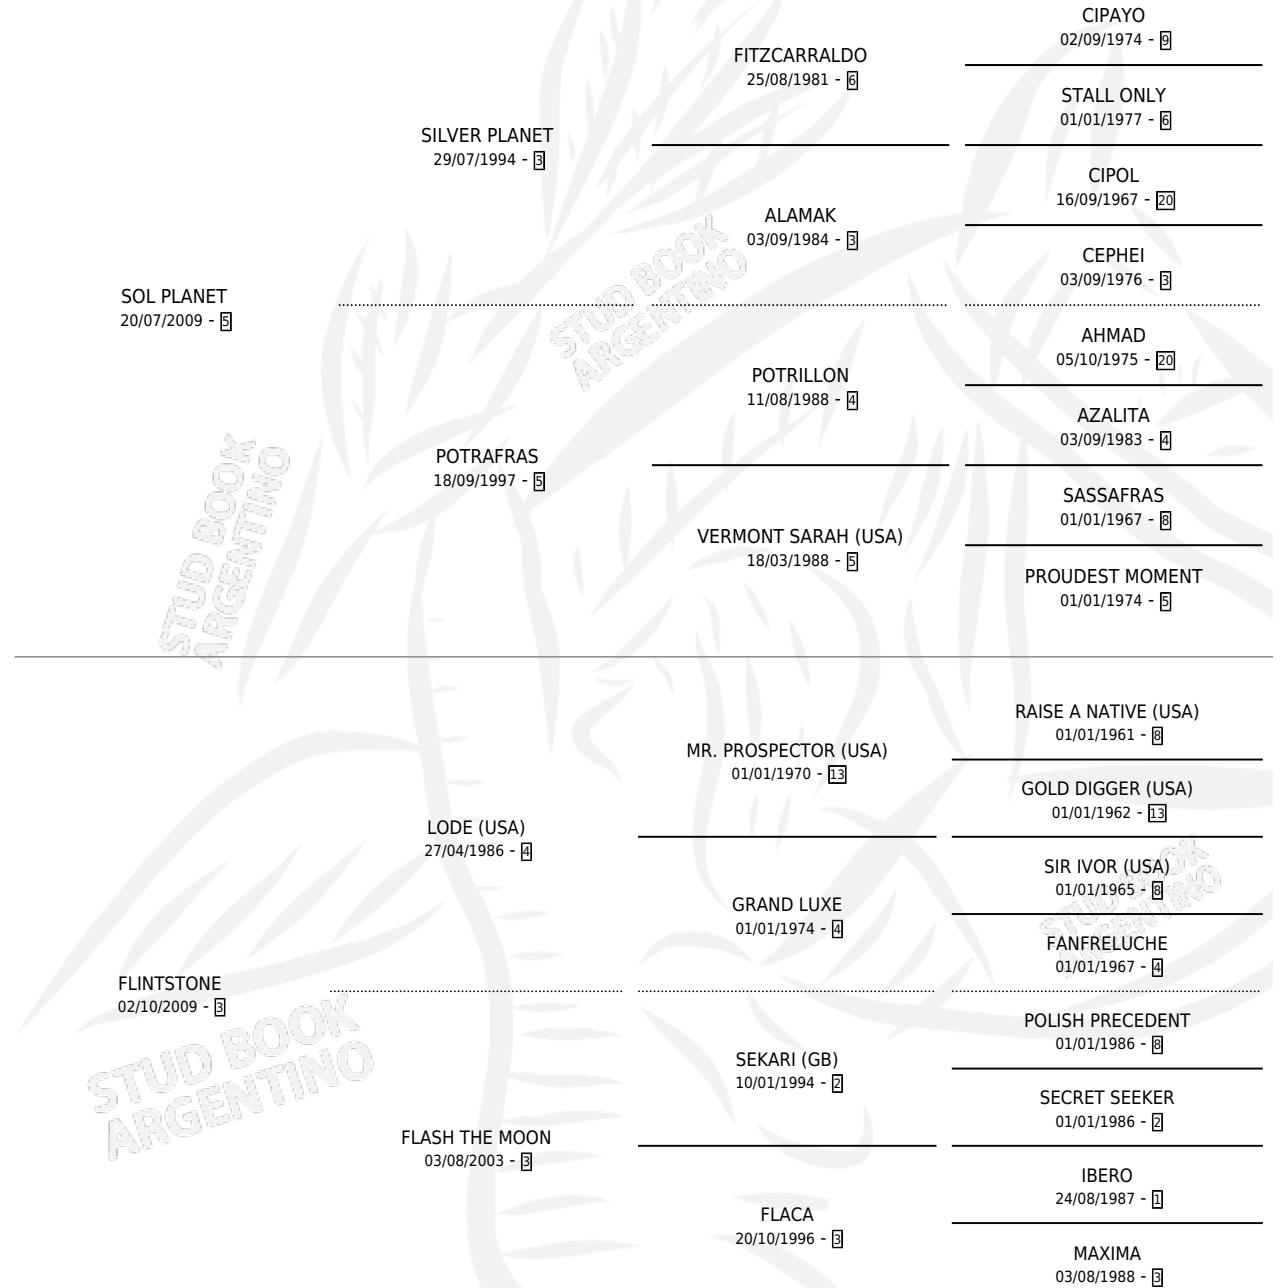 CIPAYO
02/09/1974 - 9
FITZCARRALDO
25/08/1981 - 6
STALL ONLY
01/01/1977 - 6
SILVER PLANET
29/07/1994 - 3
CIPOL
16/09/1967 - 20
ALAMAK
03/09/1984 - 3
CEPHEI
03/09/1976 - 3
SOL PLANET
20/07/2009 - 5
AHMAD
05/10/1975 - 20
POTRILLON
11/08/1988 - 4
AZALITA
03/09/1983 - 4
POTRAFRAS
18/09/1997 - 5
SASSAFRAS
01/01/1967 - 8
VERMONT SARAH (USA)
18/03/1988 - 5
PROUDEST MOMENT
01/01/1974 - 5
RAISE A NATIVE (USA)
01/01/1961 - 8
MR. PROSPECTOR (USA)
01/01/1970 - 13
GOLD DIGGER (USA)
01/01/1962 - 13
LODE (USA)
27/04/1986 - 4
SIR IVOR (USA)
01/01/1965 - 8
GRAND LUXE
01/01/1974 - 4
FANFRELUCHE
01/01/1967 - 4
FLINTSTONE
02/10/2009 - 3
POLISH PRECEDENT
01/01/1986 - 8
SEKARI (GB)
10/01/1994 - 2
SECRET SEEKER
01/01/1986 - 2
FLASH THE MOON
03/08/2003 - 3
IBERO
24/08/1987 - 1
FLACA
20/10/1996 - 3
MAXIMA
03/08/1988 - 3
STUD BOOK
ARGENTINO
STUD BOOK
ARGENTINO
STUD BOOK
ARGENTINO
STUD BOOK
ARGENTINO